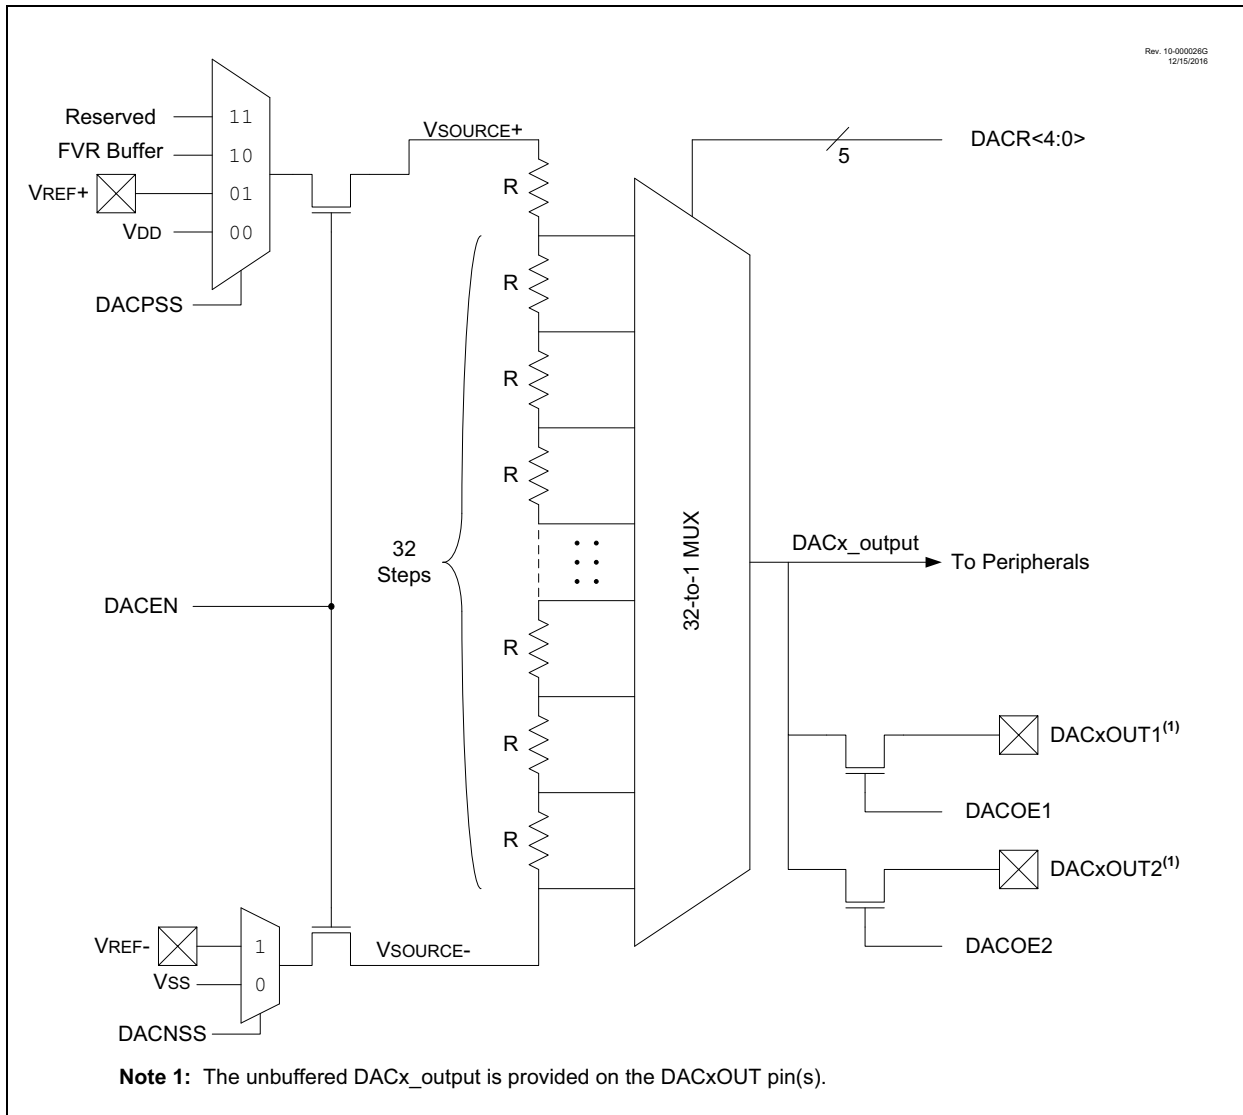 Rev. 10-000026G
12/15/2016
Reserved
11
VSOURCE+
DACR<4:0>
FVR Buffer
10
5
VREF+
01
R
VDD
00
R
DACPSS
R
R
32-to-1 MUX
32
Steps
DACx_output
To Peripherals
DACEN
R
DACxOUT1(1)
R
DACOE1
R
DACxOUT2(1)
VREF-
1
VSOURCE-
DACOE2
VSS
0
DACNSS
Note 1: The unbuffered DACx_output is provided on the DACxOUT pin(s).